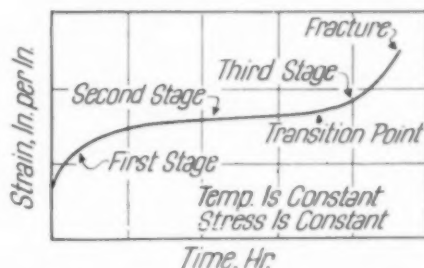 Fracture
Third Stage
Second Stage
Transition Point
First Stage
Temp. Is Constant
Stress Is Constant
Strain, In. per In.
Time, Hr.